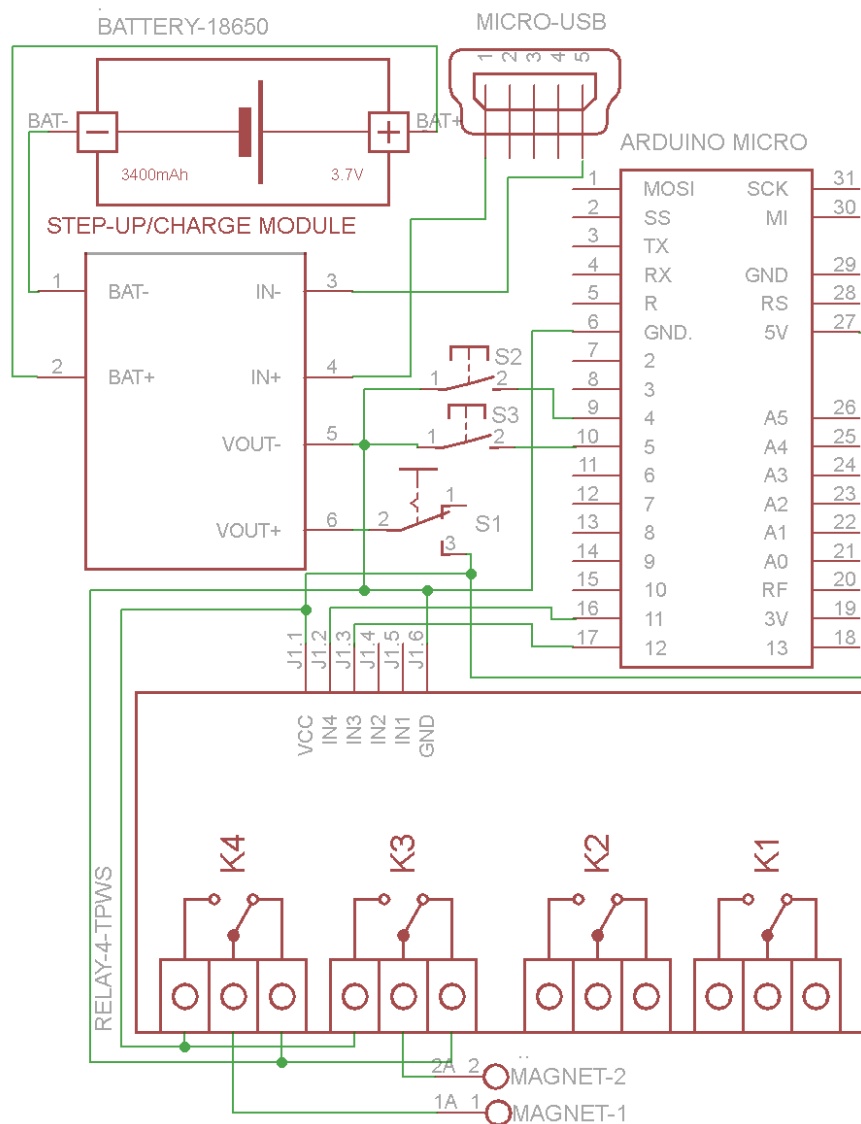 BATTERY-18650
MICRO-USB
1 2 3 4 5
BAT- BAT+
3400mAh 3.7V
ARDUINO MICRO
STEP-UP/CHARGE MODULE
1 BAT- IN- 3
2 BAT+ IN+ 4
VOUT- 5
VOUT+ 6
1 MOSI SCK 31
2 SS MI 30
3 TX
4 RX GND 29
5 R RS 28
6 GND. 5V 27
7 2
8 3
9 4 A5 26
10 5 A4 25
11 6 A3 24
12 7 A2 23
13 8 A1 22
14 9 A0 21
15 10 RF 20
16 11 3V 19
17 12 13 18
S2
1 2
S3
1 2
1
2 S1
3
J1.1 J1.2 J1.3 J1.4 J1.5 J1.6
VCC IN4 IN3 IN2 IN1 GND
K4 K3 K2 K1
RELAY-4-TPWS
2A 2 MAGNET-2
1A 1 MAGNET-1